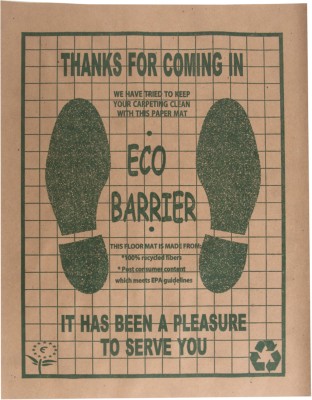 THANKS FOR COMING IN
WE HAVE TRIED TO KEEP
YOUR CARPETING CLEAN
WITH THIS PAPER MAT
•
ECO
•
BARRIER
•
THIS FLOOR MAT IS MADE FROM:
*100% recycled fibers
* Post consumer content
which meets EPA guidelines
IT HAS BEEN A PLEASURE
TO SERVE YOU